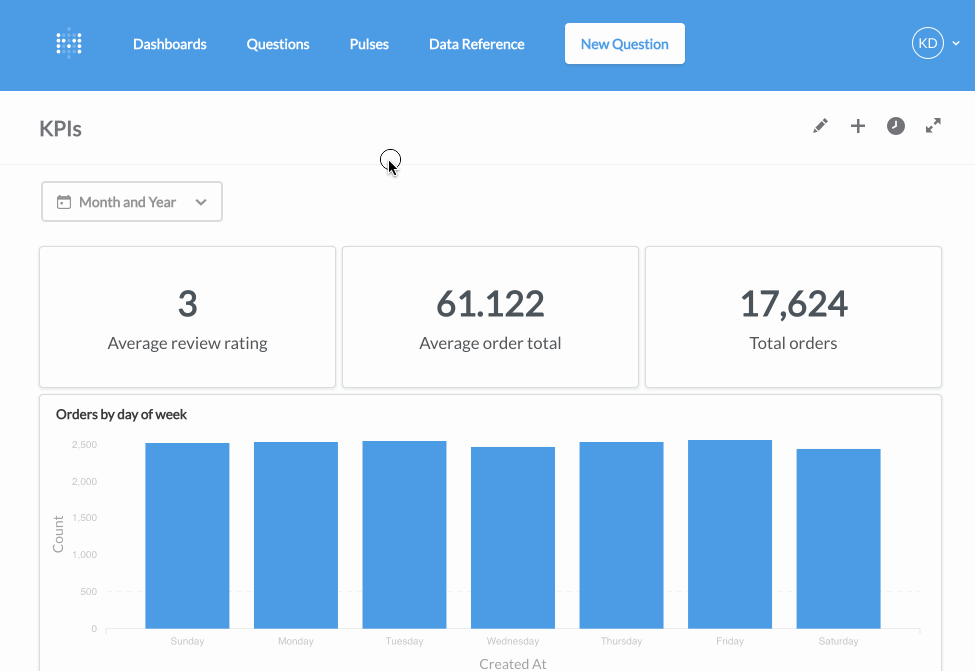 Dashboards Questions Pulses Data Reference New Question KD
KPIs
Month and Year
3 61.122 17,624
Average review rating Average order total Total orders
Orders by day of week
2,500
2,000
1,500
1,000
500
0
Count
Sunday Monday Tuesday Wednesday Thursday Friday Saturday
Created At